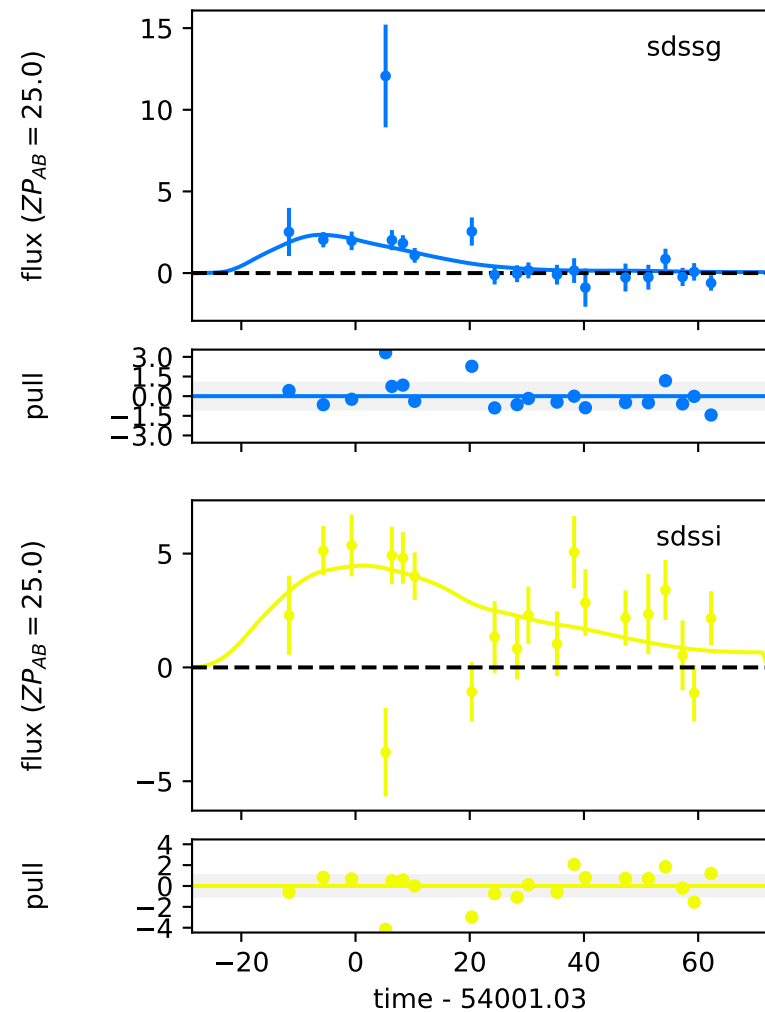 sdssg
flux (ZP_AB = 25.0)
15
10
5
0
pull
3.0
1.5
0.0
−1.5
−3.0
sdssi
flux (ZP_AB = 25.0)
5
0
−5
pull
4
2
0
−2
−4
−20 0 20 40 60
time - 54001.03